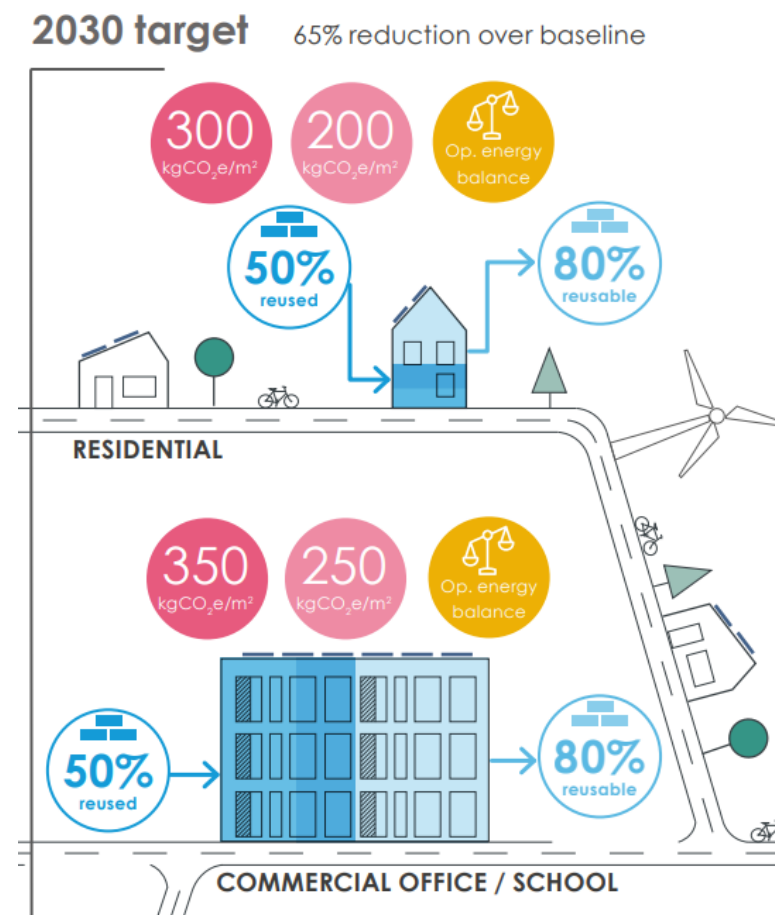 2030 target 65% reduction over baseline
300
kgCO₂e/m²
200
kgCO₂e/m²
Op. energy
balance
50%
reused
80%
reusable
RESIDENTIAL
350
kgCO₂e/m²
250
kgCO₂e/m²
Op. energy
balance
50%
reused
80%
reusable
COMMERCIAL OFFICE / SCHOOL